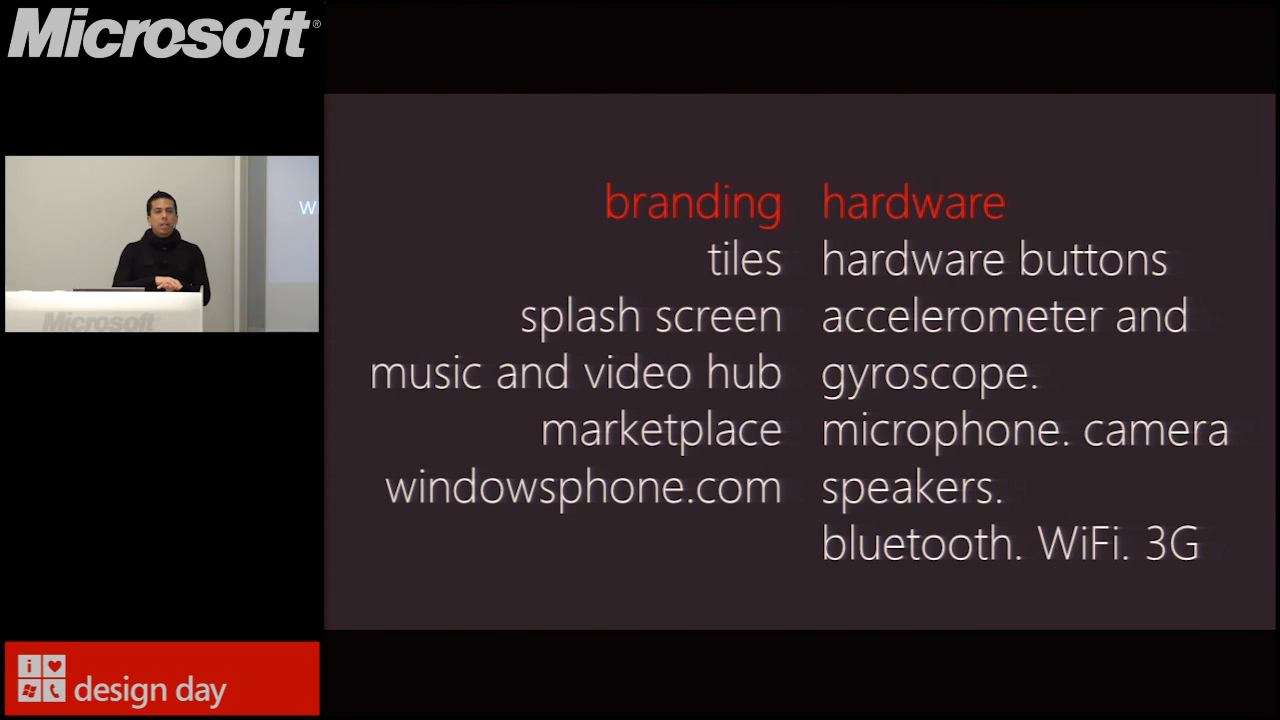 Microsoft®
W
Microsoft
branding
tiles
splash screen
music and video hub
marketplace
windowsphone.com
hardware
hardware buttons
accelerometer and
gyroscope.
microphone. camera
speakers.
bluetooth. WiFi. 3G
i
design day